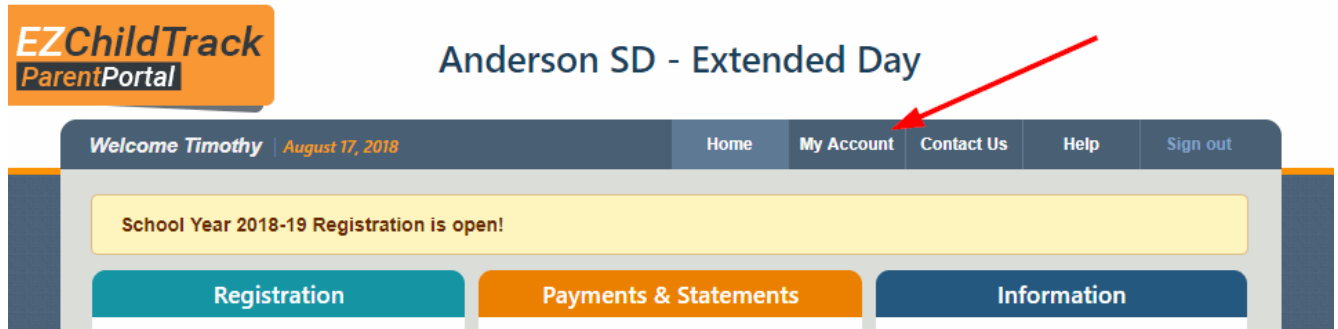 EZChildTrack
ParentPortal
Anderson SD - Extended Day
Welcome Timothy | August 17, 2018
Home
My Account
Contact Us
Help
Sign out
School Year 2018-19 Registration is open!
Registration
Payments & Statements
Information